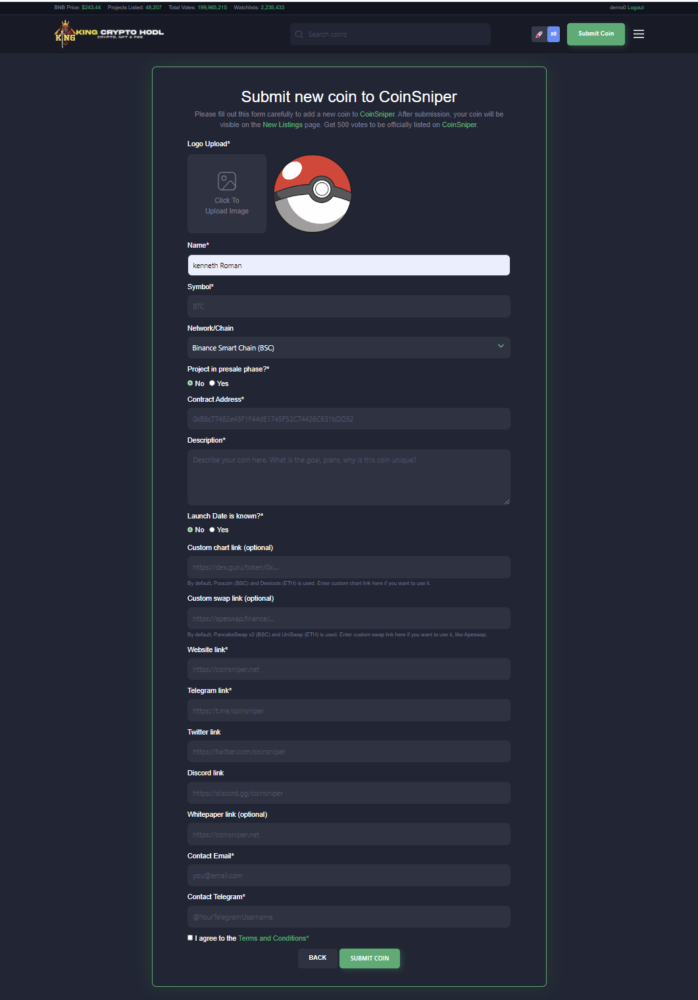 BNB Price: $243.44 Projects Listed: 48,207 Total Votes: 199,965,215 Watchlists: 2,235,433 demo0 Logout
KING CRYPTO HODL
CRYPTO, NFT & P2E
KING
Search coins
x0
Submit Coin
Submit new coin to CoinSniper
Please fill out this form carefully to add a new coin to CoinSniper. After submission, your coin will be
visible on the New Listings page. Get 500 votes to be officially listed on CoinSniper.
Logo Upload*
Click To
Upload Image
Name*
kenneth Roman
Symbol*
BTC
Network/Chain
Binance Smart Chain (BSC)
Project in presale phase?*
No Yes
Contract Address*
0xB8c77482e45F1F44dE1745F52C74426C631bDD52
Description*
Describe your coin here. What is the goal, plans, why is this coin unique?
Launch Date is known?*
No Yes
Custom chart link (optional)
https://dex.guru/token/0x....
By default, Poocoin (BSC) and Dextools (ETH) is used. Enter custom chart link here if you want to use it.
Custom swap link (optional)
https://apeswap.finance/...
By default, PancakeSwap v2 (BSC) and UniSwap (ETH) is used. Enter custom swap link here if you want to use it, like Apeswap.
Website link*
https://coinsniper.net
Telegram link*
https://t.me/coinsniper
Twitter link
https://twitter.com/coinsniper
Discord link
https://discord.gg/coinsniper
Whitepaper link (optional)
https://coinsniper.net
Contact Email*
you@email.com
Contact Telegram*
@YourTelegramUsername
I agree to the Terms and Conditions*
BACK SUBMIT COIN